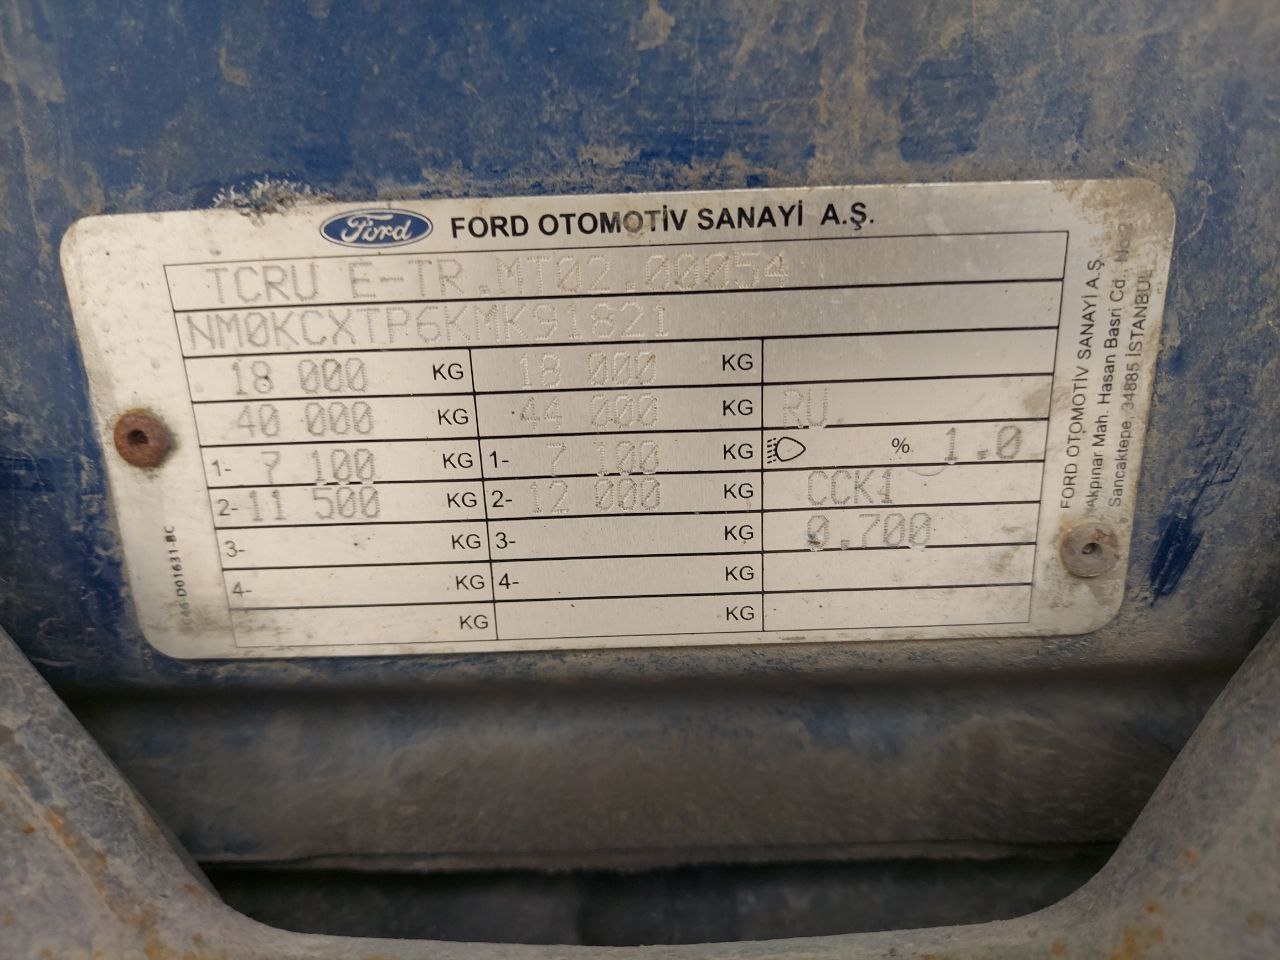 Ford FORD OTOMOTİV SANAYİ A.Ş.
TCRU E-TR.MT02.00054
NM0KCXTP6KMK91821
18 000 KG 18 000 KG
40 000 KG 44 000 KG RU.
1- 7 100 KG 1- 7 100 KG % 1.0
2- 11 500 KG 2- 12 000 KG CCK1
3- KG 3- KG 0.700
4- KG 4- KG
KG KG
FORD OTOMOTİV SANAYİ A.Ş.
Akpınar Mah. Hasan Basri Cd. No:2
Sancaktepe, 34885 İSTANBUL